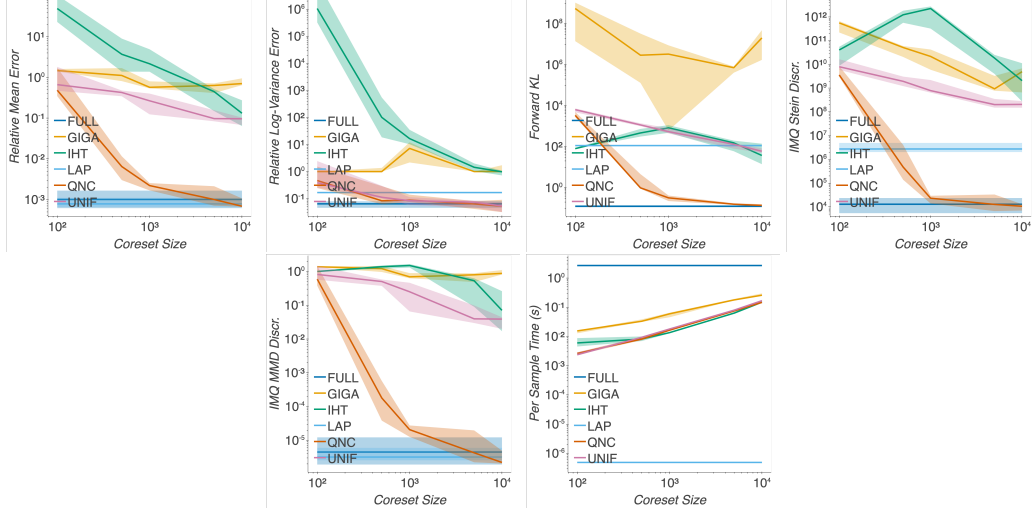 Relative Mean Error
10¹
10⁰
10⁻¹
10⁻²
10⁻³
FULL
GIGA
IHT
LAP
QNC
UNIF
10² 10³ 10⁴
Coreset Size
Relative Log-Variance Error
10⁶
10⁵
10⁴
10³
10²
10¹
10⁰
10⁻¹
FULL
GIGA
IHT
LAP
QNC
UNIF
10² 10³ 10⁴
Coreset Size
Forward KL
10⁸
10⁶
10⁴
10²
10⁰
FULL
GIGA
IHT
LAP
QNC
UNIF
10² 10³ 10⁴
Coreset Size
IMQ Stein Discr.
10¹²
10¹¹
10¹⁰
10⁹
10⁸
10⁷
10⁶
10⁵
10⁴
FULL
GIGA
IHT
LAP
QNC
UNIF
10² 10³ 10⁴
Coreset Size
IMQ MMD Discr.
10⁰
10⁻¹
10⁻²
10⁻³
10⁻⁴
10⁻⁵
FULL
GIGA
IHT
LAP
QNC
UNIF
10² 10³ 10⁴
Coreset Size
Per Sample Time (s)
10⁰
10⁻¹
10⁻²
10⁻³
10⁻⁴
10⁻⁵
10⁻⁶
FULL
GIGA
IHT
LAP
QNC
UNIF
10² 10³ 10⁴
Coreset Size